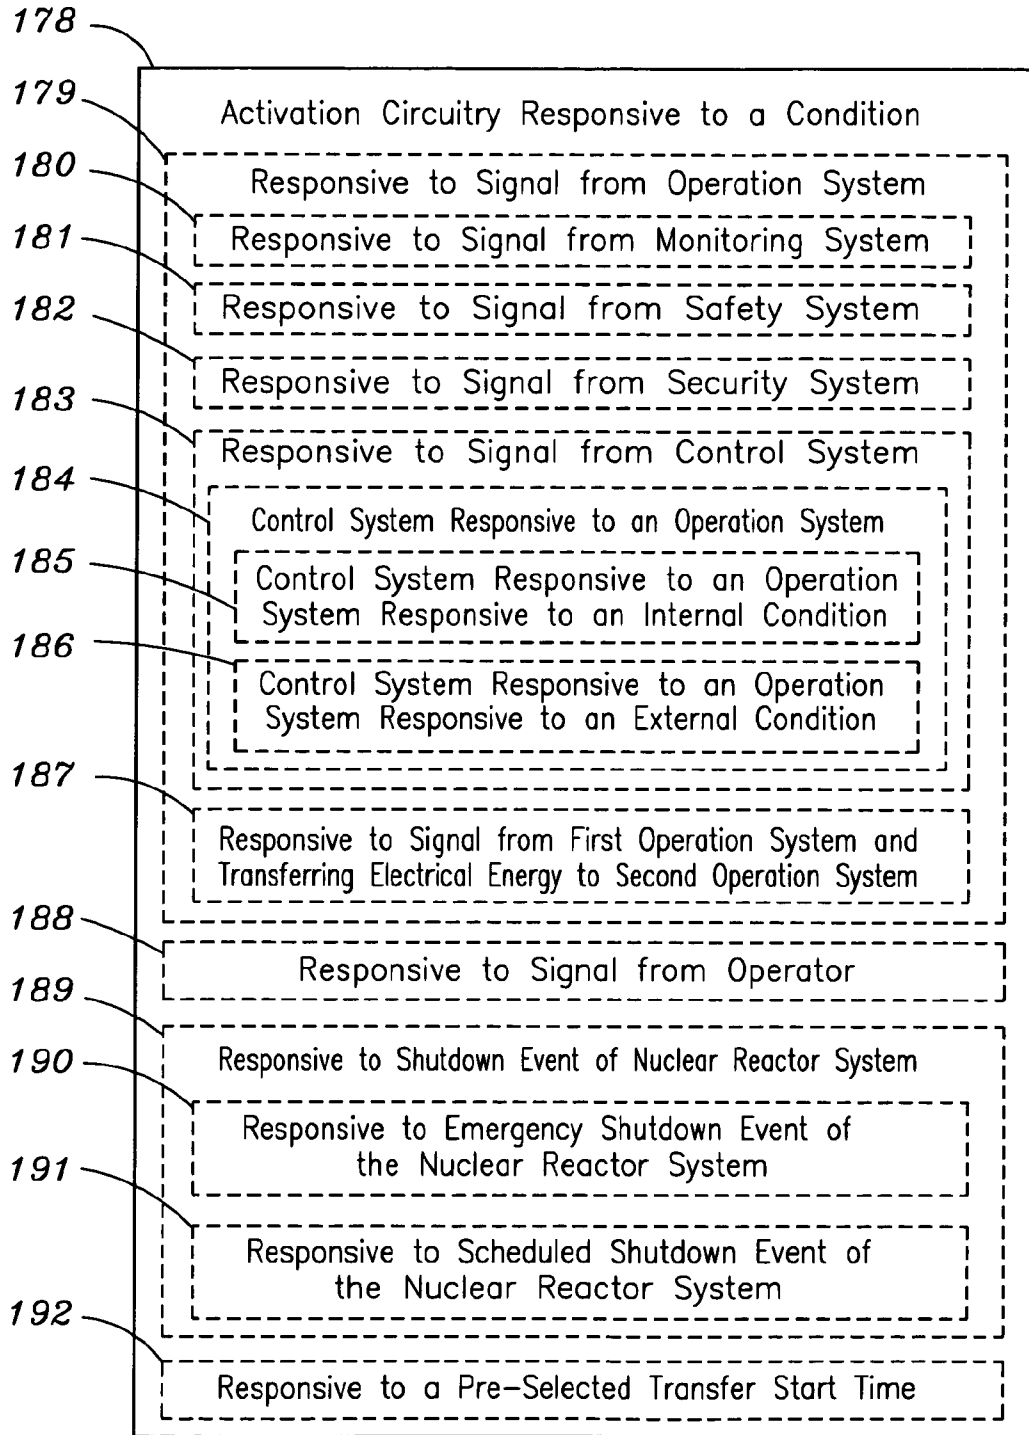 178
179
Activation Circuitry Responsive to a Condition
180
Responsive to Signal from Operation System
181
Responsive to Signal from Monitoring System
182
Responsive to Signal from Safety System
183
Responsive to Signal from Security System
184
Responsive to Signal from Control System
185
Control System Responsive to an Operation System
186
Control System Responsive to an Operation
System Responsive to an Internal Condition
Control System Responsive to an Operation
System Responsive to an External Condition
187
Responsive to Signal from First Operation System and
Transferring Electrical Energy to Second Operation System
188
Responsive to Signal from Operator
189
190
Responsive to Shutdown Event of Nuclear Reactor System
191
Responsive to Emergency Shutdown Event of
the Nuclear Reactor System
192
Responsive to Scheduled Shutdown Event of
the Nuclear Reactor System
Responsive to a Pre-Selected Transfer Start Time